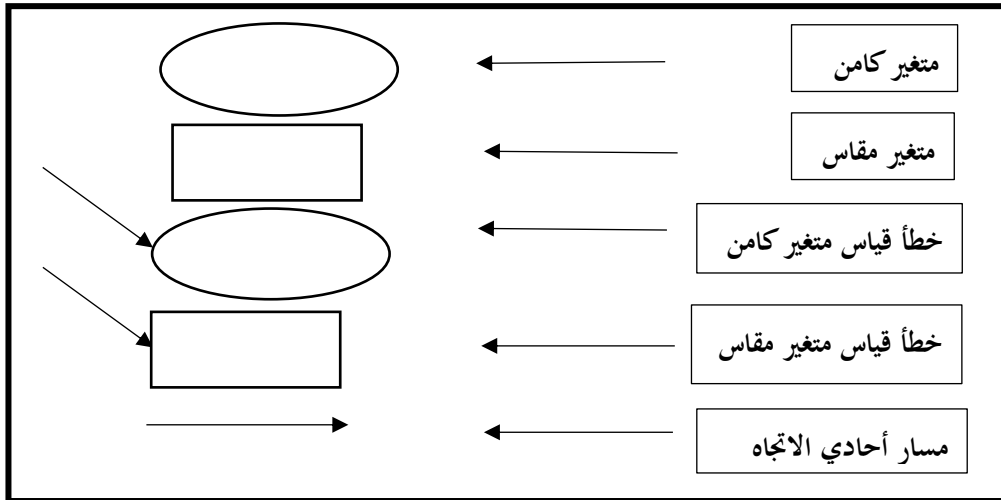 متغير كامن
متغير مقاس
خطأ قياس متغير كامن
خطأ قياس متغير مقاس
مسار أحادي الاتجاه